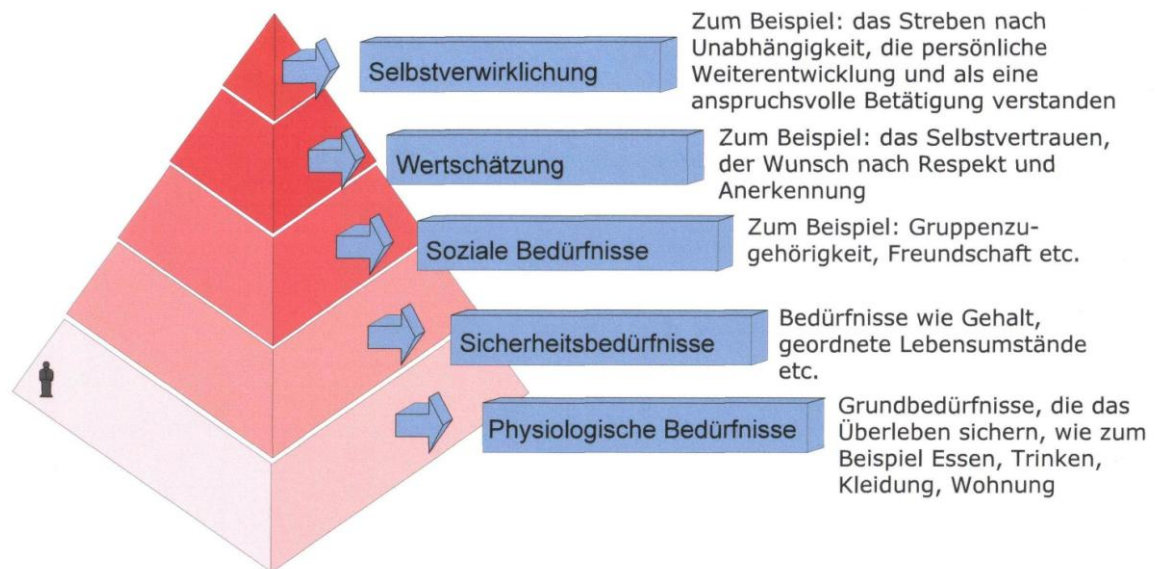 Selbstverwirklichung
Zum Beispiel: das Streben nach
Unabhängigkeit, die persönliche
Weiterentwicklung und als eine
anspruchsvolle Betätigung verstanden
Wertschätzung
Zum Beispiel: das Selbstvertrauen,
der Wunsch nach Respekt und
Anerkennung
Soziale Bedürfnisse
Zum Beispiel: Gruppenzu-
gehörigkeit, Freundschaft etc.
Sicherheitsbedürfnisse
Bedürfnisse wie Gehalt,
geordnete Lebensumstände
etc.
Physiologische Bedürfnisse
Grundbedürfnisse, die das
Überleben sichern, wie zum
Beispiel Essen, Trinken,
Kleidung, Wohnung